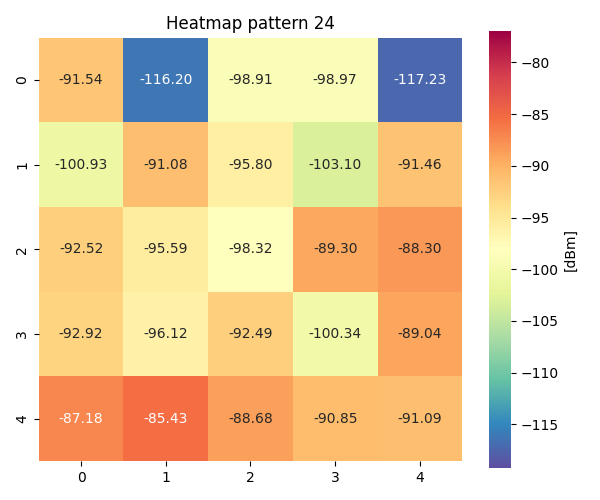 Heatmap pattern 24
0 -91.54 -116.20 -98.91 -98.97 -117.23
1 -100.93 -91.08 -95.80 -103.10 -91.46
2 -92.52 -95.59 -98.32 -89.30 -88.30
3 -92.92 -96.12 -92.49 -100.34 -89.04
4 -87.18 -85.43 -88.68 -90.85 -91.09
0 1 2 3 4
−80
−85
−90
−95
−100
−105
−110
−115
[dBm]